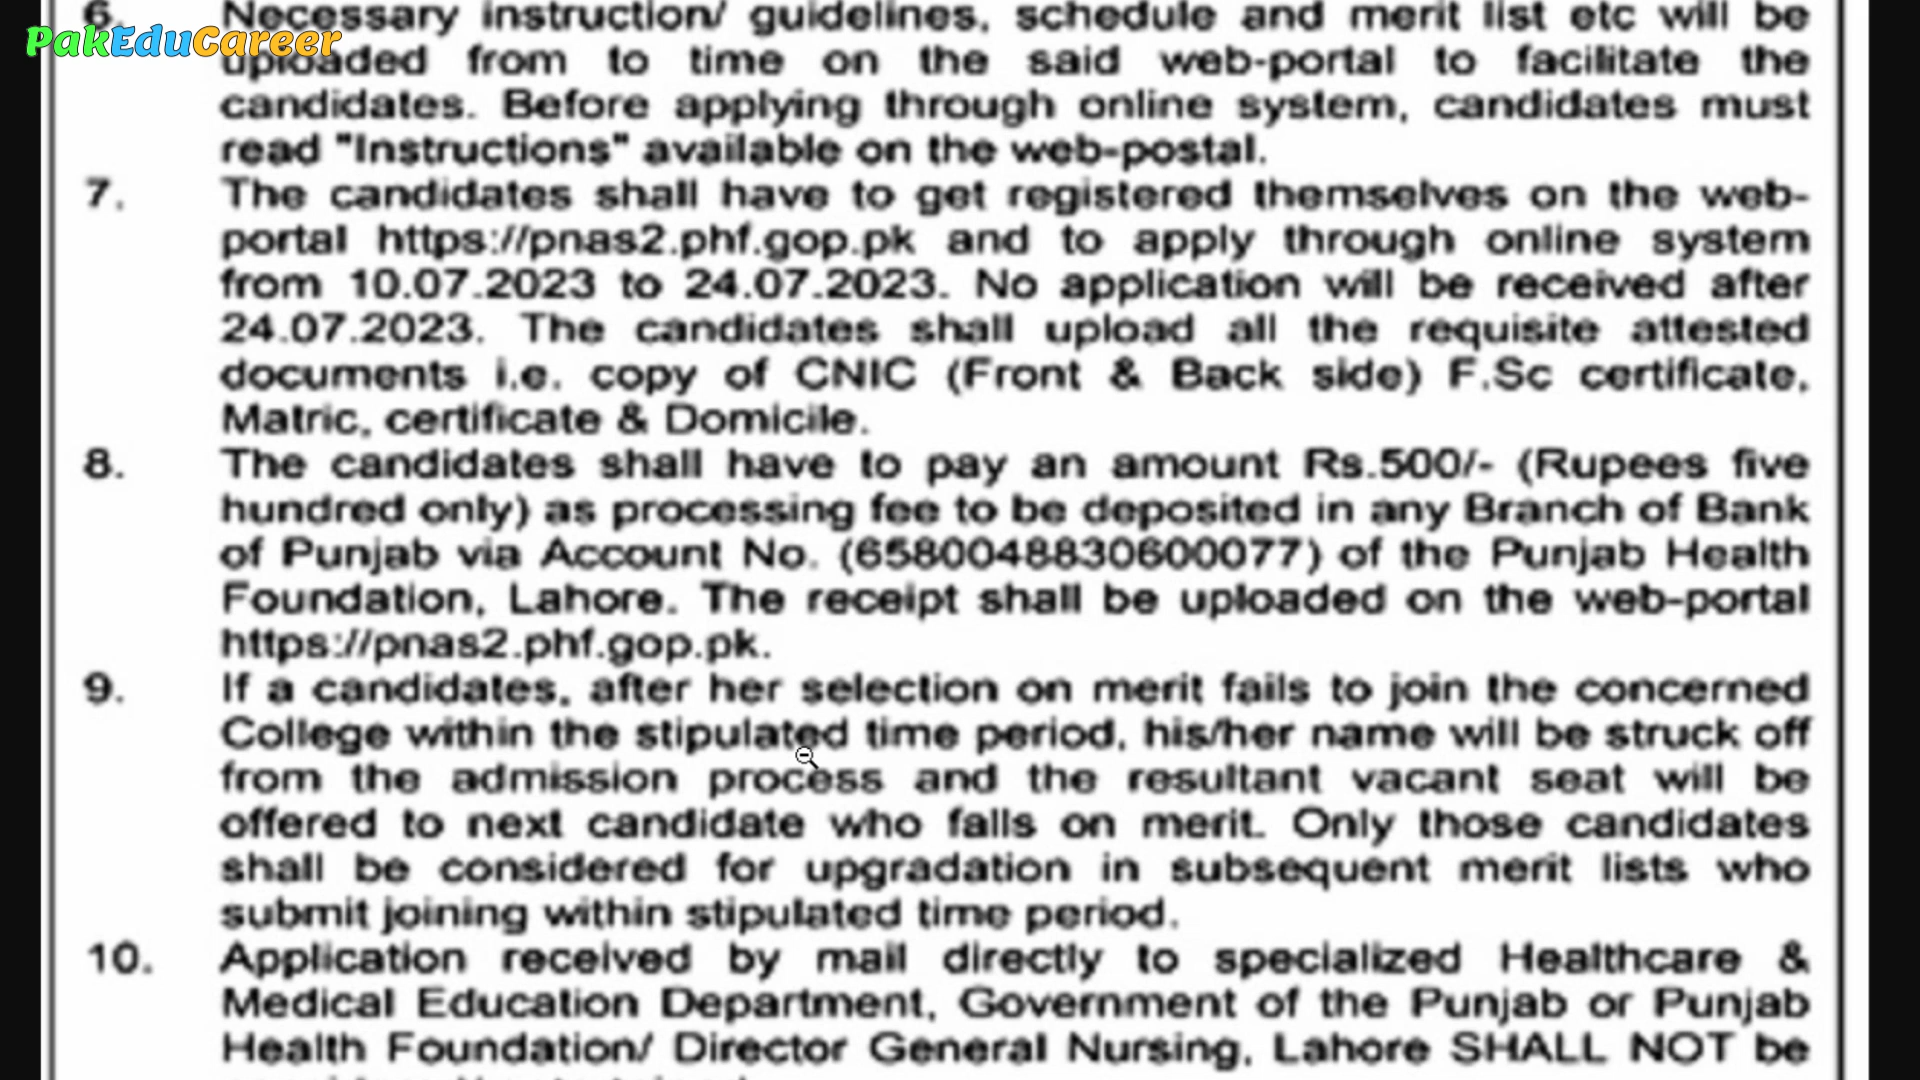 PakEduCareer
6. Necessary instruction/ guidelines, schedule and merit list etc will be
uploaded from to time on the said web-portal to facilitate the
candidates. Before applying through online system, candidates must
read "Instructions" available on the web-postal.
7. The candidates shall have to get registered themselves on the web-
portal https://pnas2.phf.gop.pk and to apply through online system
from 10.07.2023 to 24.07.2023. No application will be received after
24.07.2023. The candidates shall upload all the requisite attested
documents i.e. copy of CNIC (Front & Back side) F.Sc certificate,
Matric, certificate & Domicile.
8. The candidates shall have to pay an amount Rs.500/- (Rupees five
hundred only) as processing fee to be deposited in any Branch of Bank
of Punjab via Account No. (6580048830600077) of the Punjab Health
Foundation, Lahore. The receipt shall be uploaded on the web-portal
https://pnas2.phf.gop.pk.
9. If a candidates, after her selection on merit fails to join the concerned
College within the stipulated time period, his/her name will be struck off
from the admission process and the resultant vacant seat will be
offered to next candidate who falls on merit. Only those candidates
shall be considered for upgradation in subsequent merit lists who
submit joining within stipulated time period.
10. Application received by mail directly to specialized Healthcare &
Medical Education Department, Government of the Punjab or Punjab
Health Foundation/ Director General Nursing, Lahore SHALL NOT be